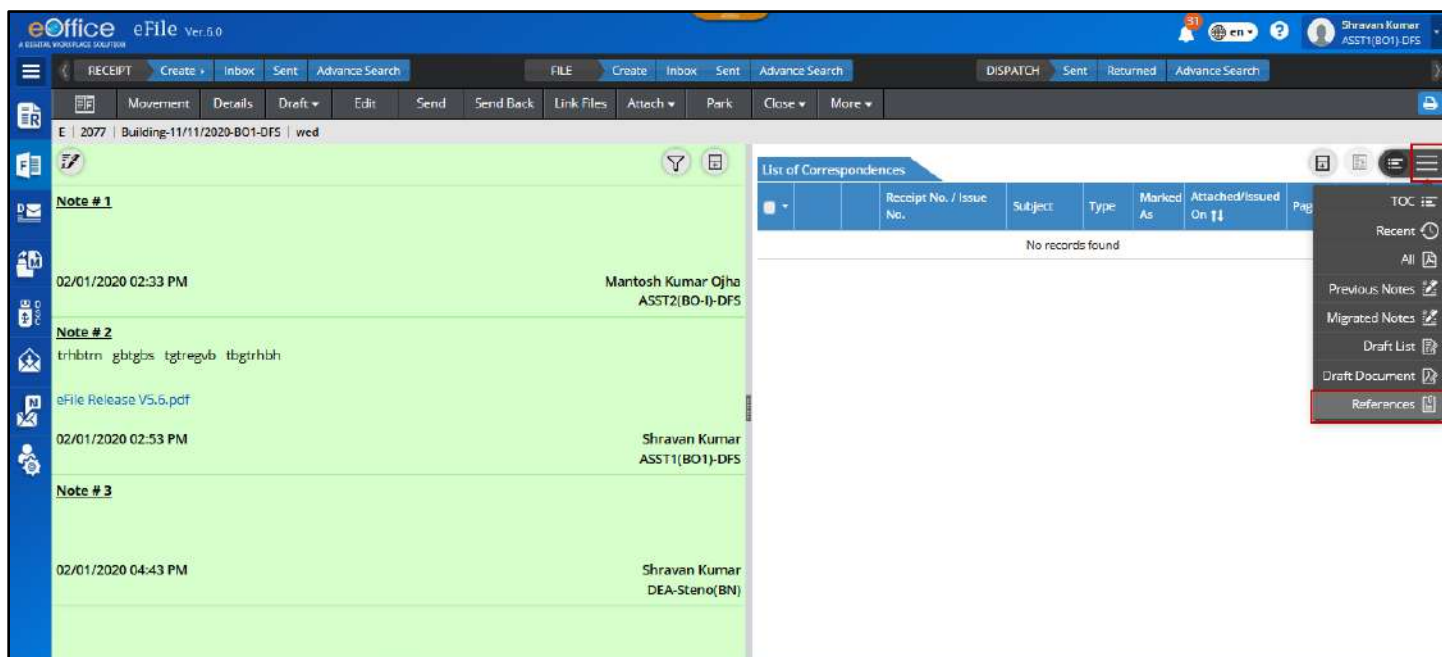 eOffice eFile Ver.6.0
A DIGITAL WORKPLACE SOLUTION
31
en
?
Shravan Kumar
ASST1(BO1)-DFS
RECEIPT Create Inbox Sent Advance Search FILE Create Inbox Sent Advance Search DISPATCH Sent Returned Advance Search
Movement Details Draft Edit Send Send Back Link Files Attach Park Close More
E | 2077 | Building-11/11/2020-BO1-DFS | wed
Note # 1
02/01/2020 02:33 PM Mantosh Kumar Ojha
ASST2(BO-I)-DFS
Note # 2
trhbtrn gbtgbs tgtregvb tbgtrhbh
eFile Release V5.6.pdf
02/01/2020 02:53 PM Shravan Kumar
ASST1(BO1)-DFS
Note # 3
02/01/2020 04:43 PM Shravan Kumar
DEA-Steno(BN)
List of Correspondences
Receipt No. / Issue No. Subject Type Marked As Attached/Issued On Pag
No records found
TOC
Recent
All
Previous Notes
Migrated Notes
Draft List
Draft Document
References